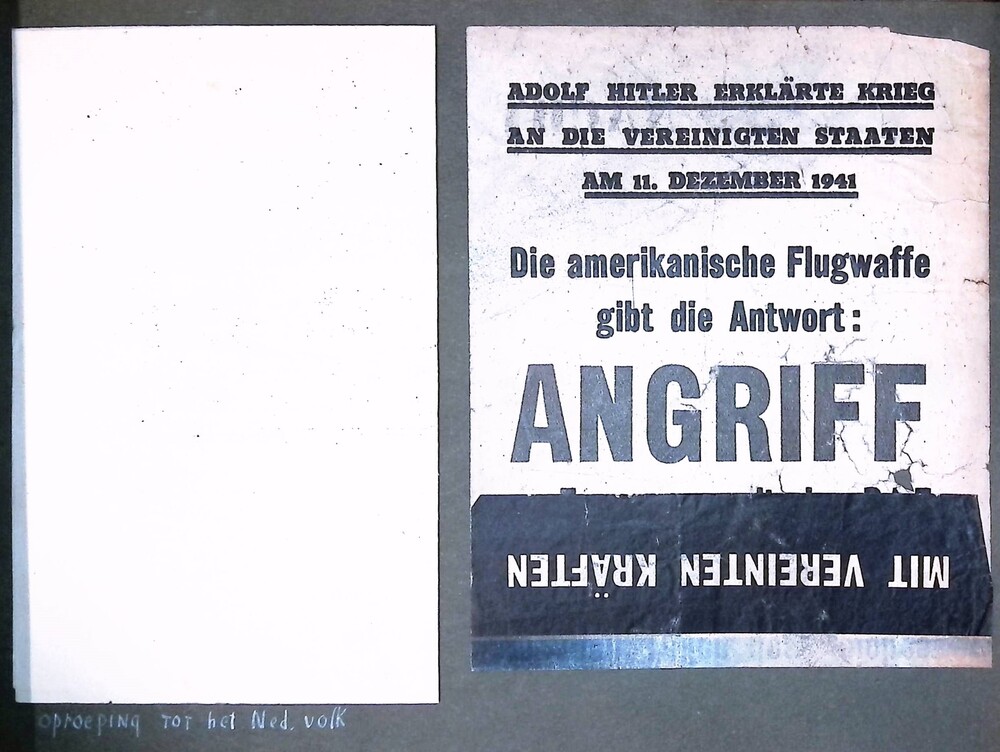 ADOLF HITLER ERKLÄRTE KRIEG
AN DIE VEREINIGTEN STAATEN
AM 11. DEZEMBER 1941
Die amerikanische Flugwaffe
gibt die Antwort:
ANGRIFF
MIT VEREINTEN KRÄFTEN
oproeping tot het Ned. volk